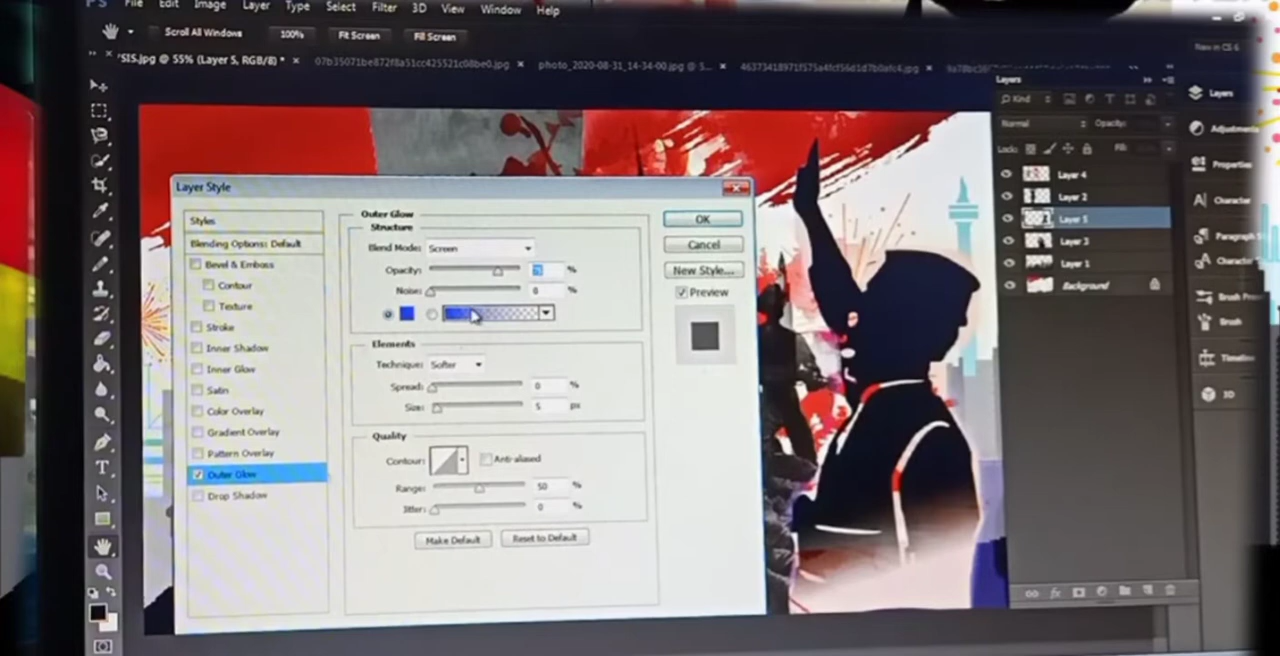 PS File Edit Image Layer Type Select Filter 3D View Window Help
Scroll All Windows 100% Fit Screen Fill Screen
New in CS 6
SIS.jpg @ 55% (Layer 5, RGB/8) * × 07b35071be872f8a51cc425521c08be0.jpg × photo_2020-08-31_14-34-00.jpg @ 5... ×
Layers
Kind
Normal Opacity:
Lock: Fill:
Layer 4
Layer 2
Layer 5
Layer 3
Layer 1
Background
Layers
Adjustments
Properties
Character
Paragraph
Character
Brush
Brush
Timeline
3D
Layer Style
Styles
Blending Options: Default
Bevel & Emboss
Contour
Texture
Stroke
Inner Shadow
Inner Glow
Satin
Color Overlay
Gradient Overlay
Pattern Overlay
Outer Glow
Drop Shadow
Outer Glow
Structure
Blend Mode: Screen
Opacity: %
Noise: 0 %
Elements
Technique: Softer
Spread: 0 %
Size: 5 px
Quality
Contour: Anti-aliased
Range: 50 %
Jitter: 0 %
Make Default Reset to Default
OK
Cancel
New Style...
Preview